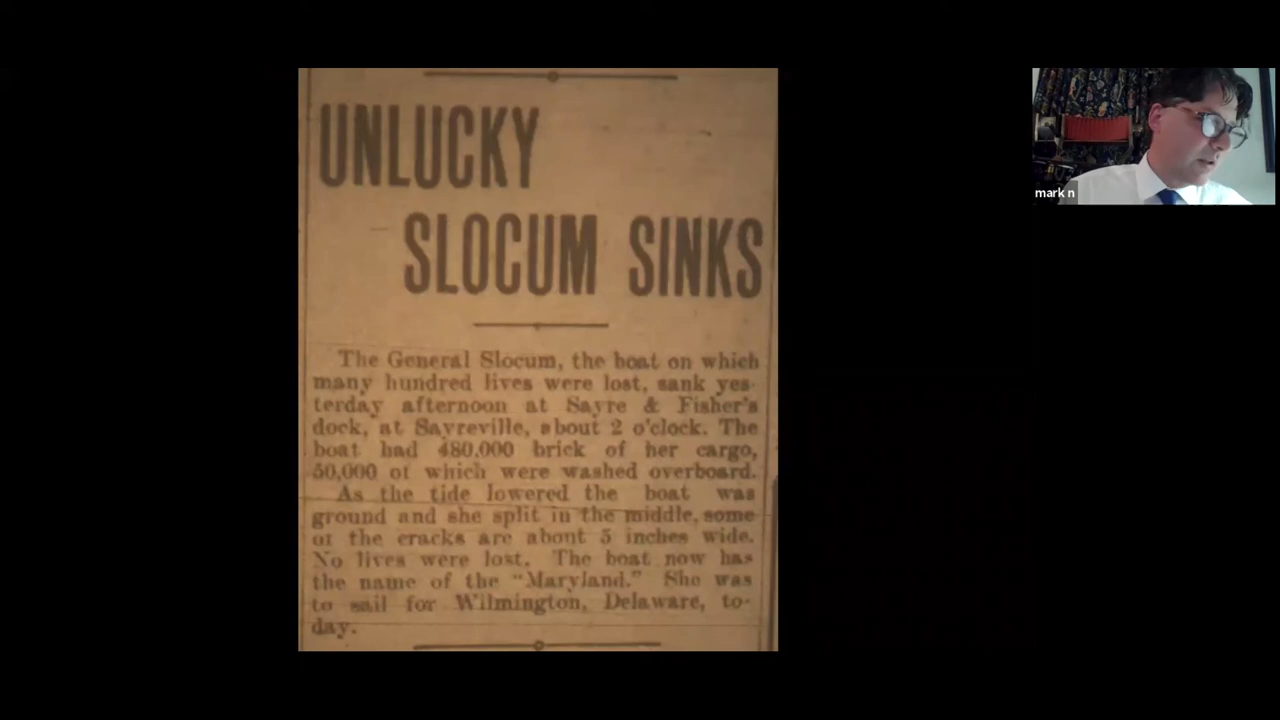 UNLUCKY
SLOCUM SINKS
The General Slocum, the boat on which
many hundred lives were lost, sank yes-
terday afternoon at Sayre & Fisher's
dock, at Sayreville, about 2 o'clock. The
boat had 480,000 brick of her cargo,
50,000 of which were washed overboard.
As the tide lowered the boat was
ground and she split in the middle, some
of the cracks are about 5 inches wide.
No lives were lost. The boat now has
the name of the "Maryland." She was
to sail for Wilmington, Delaware, to-
day.
mark n